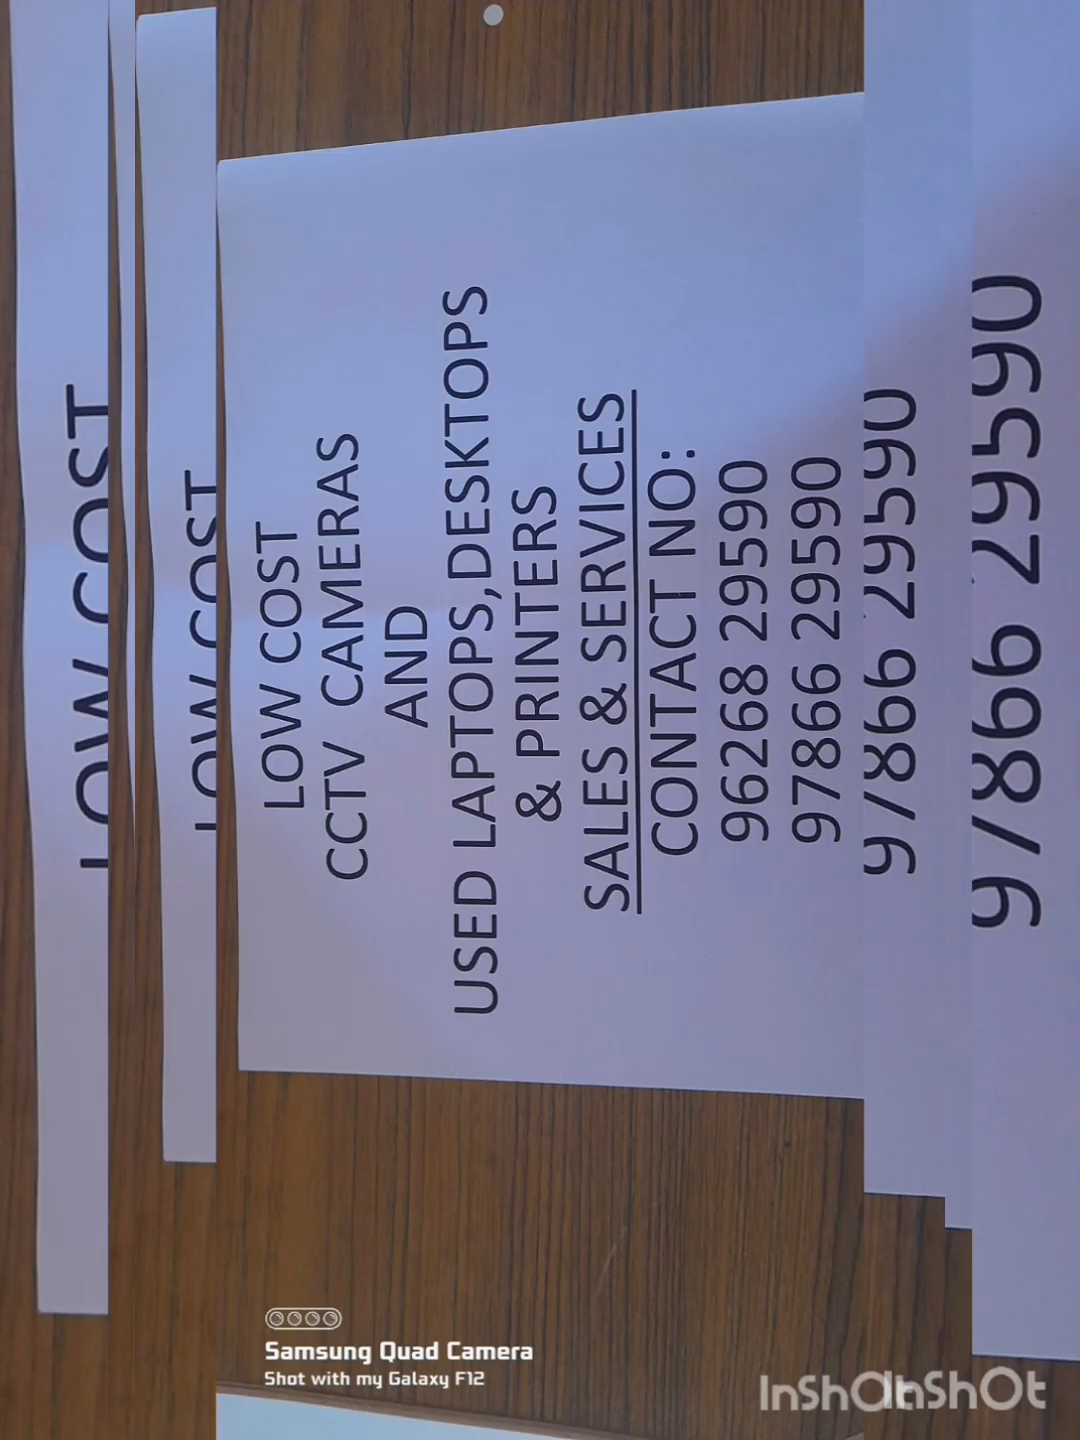 LOW COST
CCTV CAMERAS
AND
USED LAPTOPS,DESKTOPS
& PRINTERS
SALES & SERVICES
CONTACT NO:
96268 29590
97866 29590
97866 29590
97866 29590
LOW COST
LOW COST
Samsung Quad Camera
Shot with my Galaxy F12
InShOt
InShOt